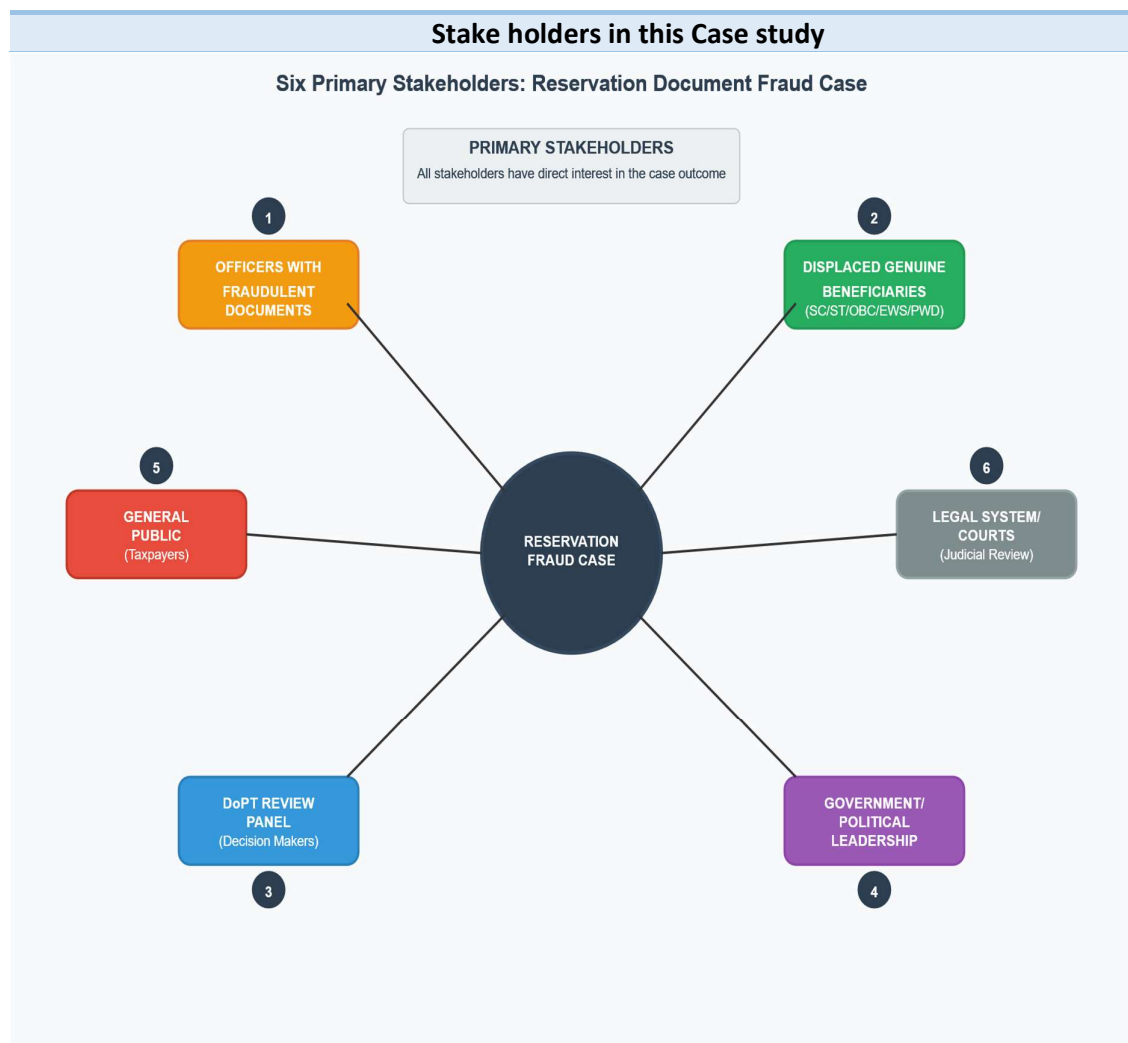 Stake holders in this Case study
Six Primary Stakeholders: Reservation Document Fraud Case
PRIMARY STAKEHOLDERS
All stakeholders have direct interest in the case outcome
1
OFFICERS WITH
FRAUDULENT
DOCUMENTS
2
DISPLACED GENUINE
BENEFICIARIES
(SC/ST/OBC/EWS/PWD)
5
GENERAL
PUBLIC
(Taxpayers)
RESERVATION
FRAUD CASE
6
LEGAL SYSTEM/
COURTS
(Judicial Review)
DoPT REVIEW
PANEL
(Decision Makers)
3
GOVERNMENT/
POLITICAL
LEADERSHIP
4